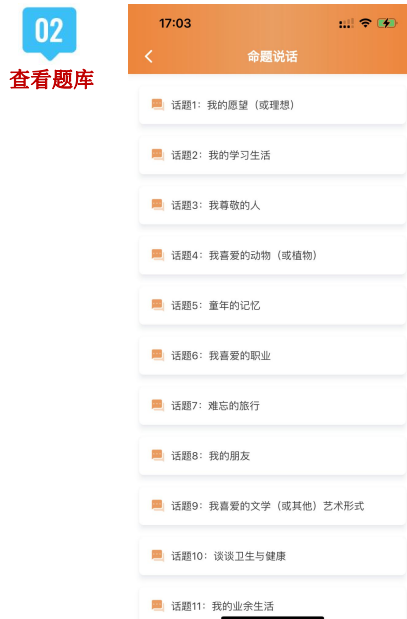 02
查看题库
17:03
命题说话
话题1：我的愿望（或理想）
话题2：我的学习生活
话题3：我尊敬的人
话题4：我喜爱的动物（或植物）
话题5：童年的记忆
话题6：我喜爱的职业
话题7：难忘的旅行
话题8：我的朋友
话题9：我喜爱的文学（或其他）艺术形式
话题10：谈谈卫生与健康
话题11：我的业余生活